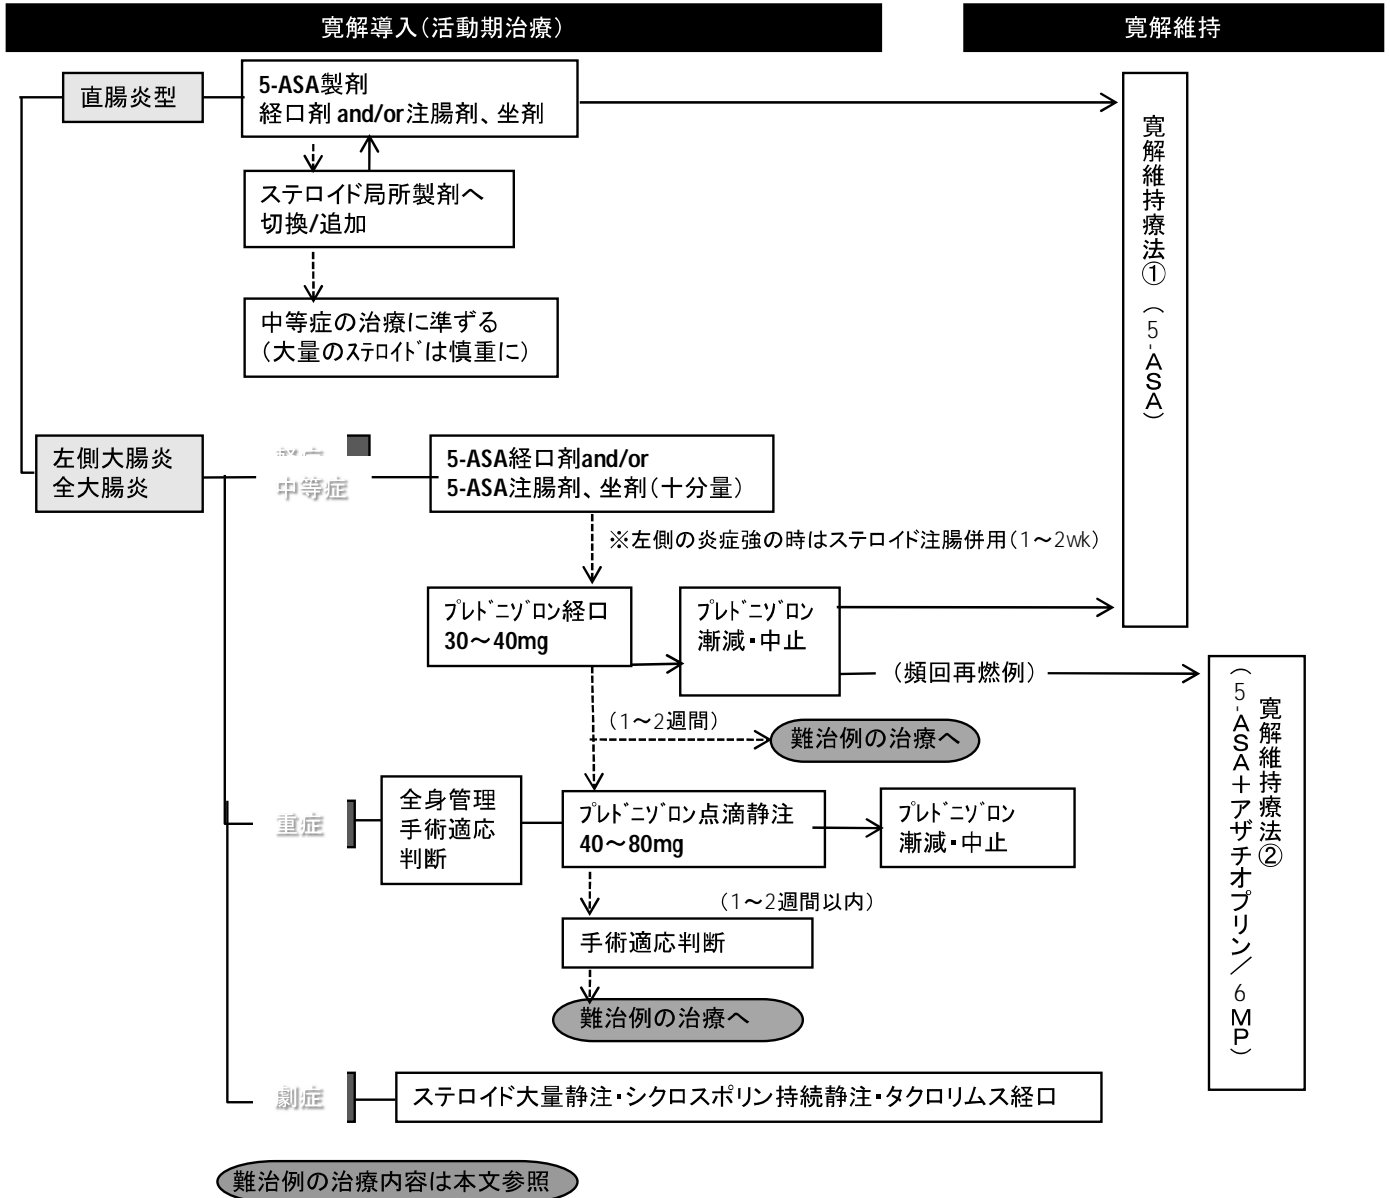 寛解導入(活動期治療)
寛解維持
直腸炎型
5-ASA製剤
経口剤 and/or注腸剤、坐剤
ステロイド局所製剤へ
切換/追加
中等症の治療に準ずる
(大量のｽﾃﾛｲﾄﾞは慎重に)
寛解維持療法①(5-ASA)
左側大腸炎
全大腸炎
中等症
5-ASA経口剤and/or
5-ASA注腸剤、坐剤(十分量)
※左側の炎症強の時はステロイド注腸併用(1～2wk)
ﾌﾟﾚﾄﾞﾆｿﾞﾛﾝ経口
30～40mg
ﾌﾟﾚﾄﾞﾆｿﾞﾛﾝ
漸減・中止
(頻回再燃例)
(1～2週間)
難治例の治療へ
寛解維持療法②
(5-ASA＋アザチオプリン／6MP)
重症
全身管理
手術適応
判断
ﾌﾟﾚﾄﾞﾆｿﾞﾛﾝ点滴静注
40～80mg
ﾌﾟﾚﾄﾞﾆｿﾞﾛﾝ
漸減・中止
(1～2週間以内)
手術適応判断
難治例の治療へ
劇症
ステロイド大量静注・シクロスポリン持続静注・タクロリムス経口
難治例の治療内容は本文参照